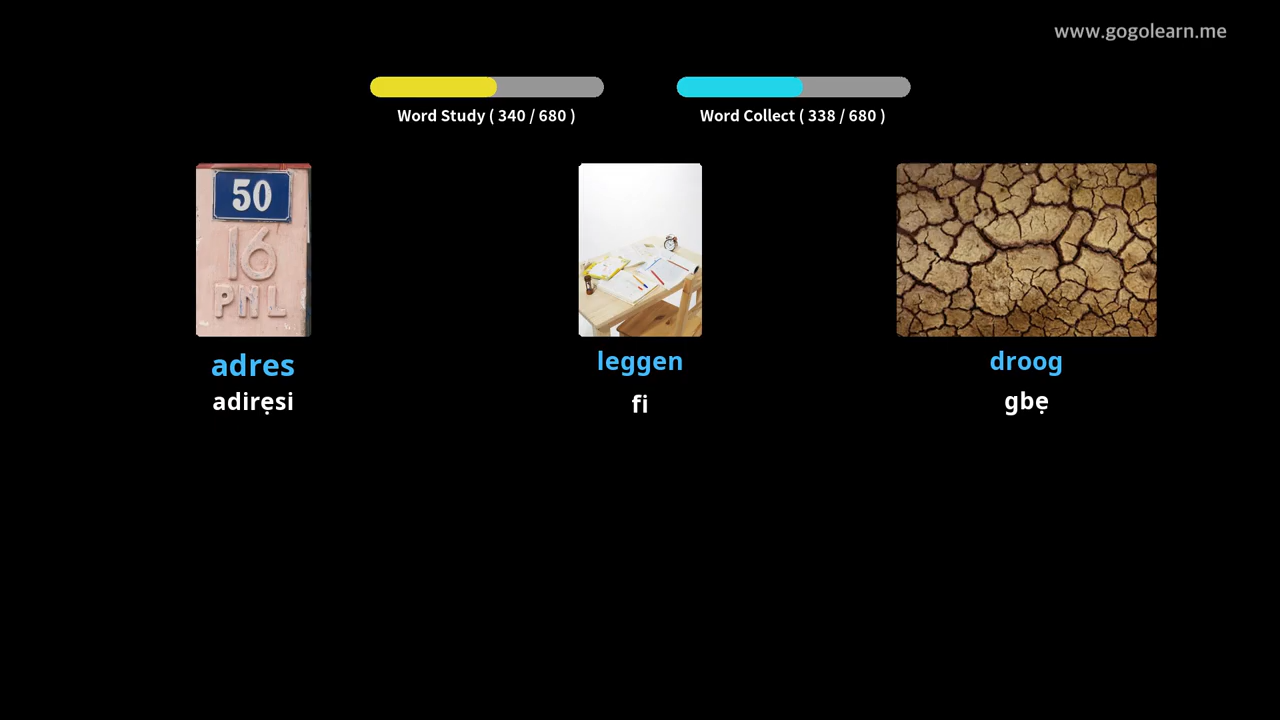 www.gogolearn.me
Word Study ( 340 / 680 )
Word Collect ( 338 / 680 )
50
16
PNL
adres
leggen
droog
adirẹsi
fi
gbẹ